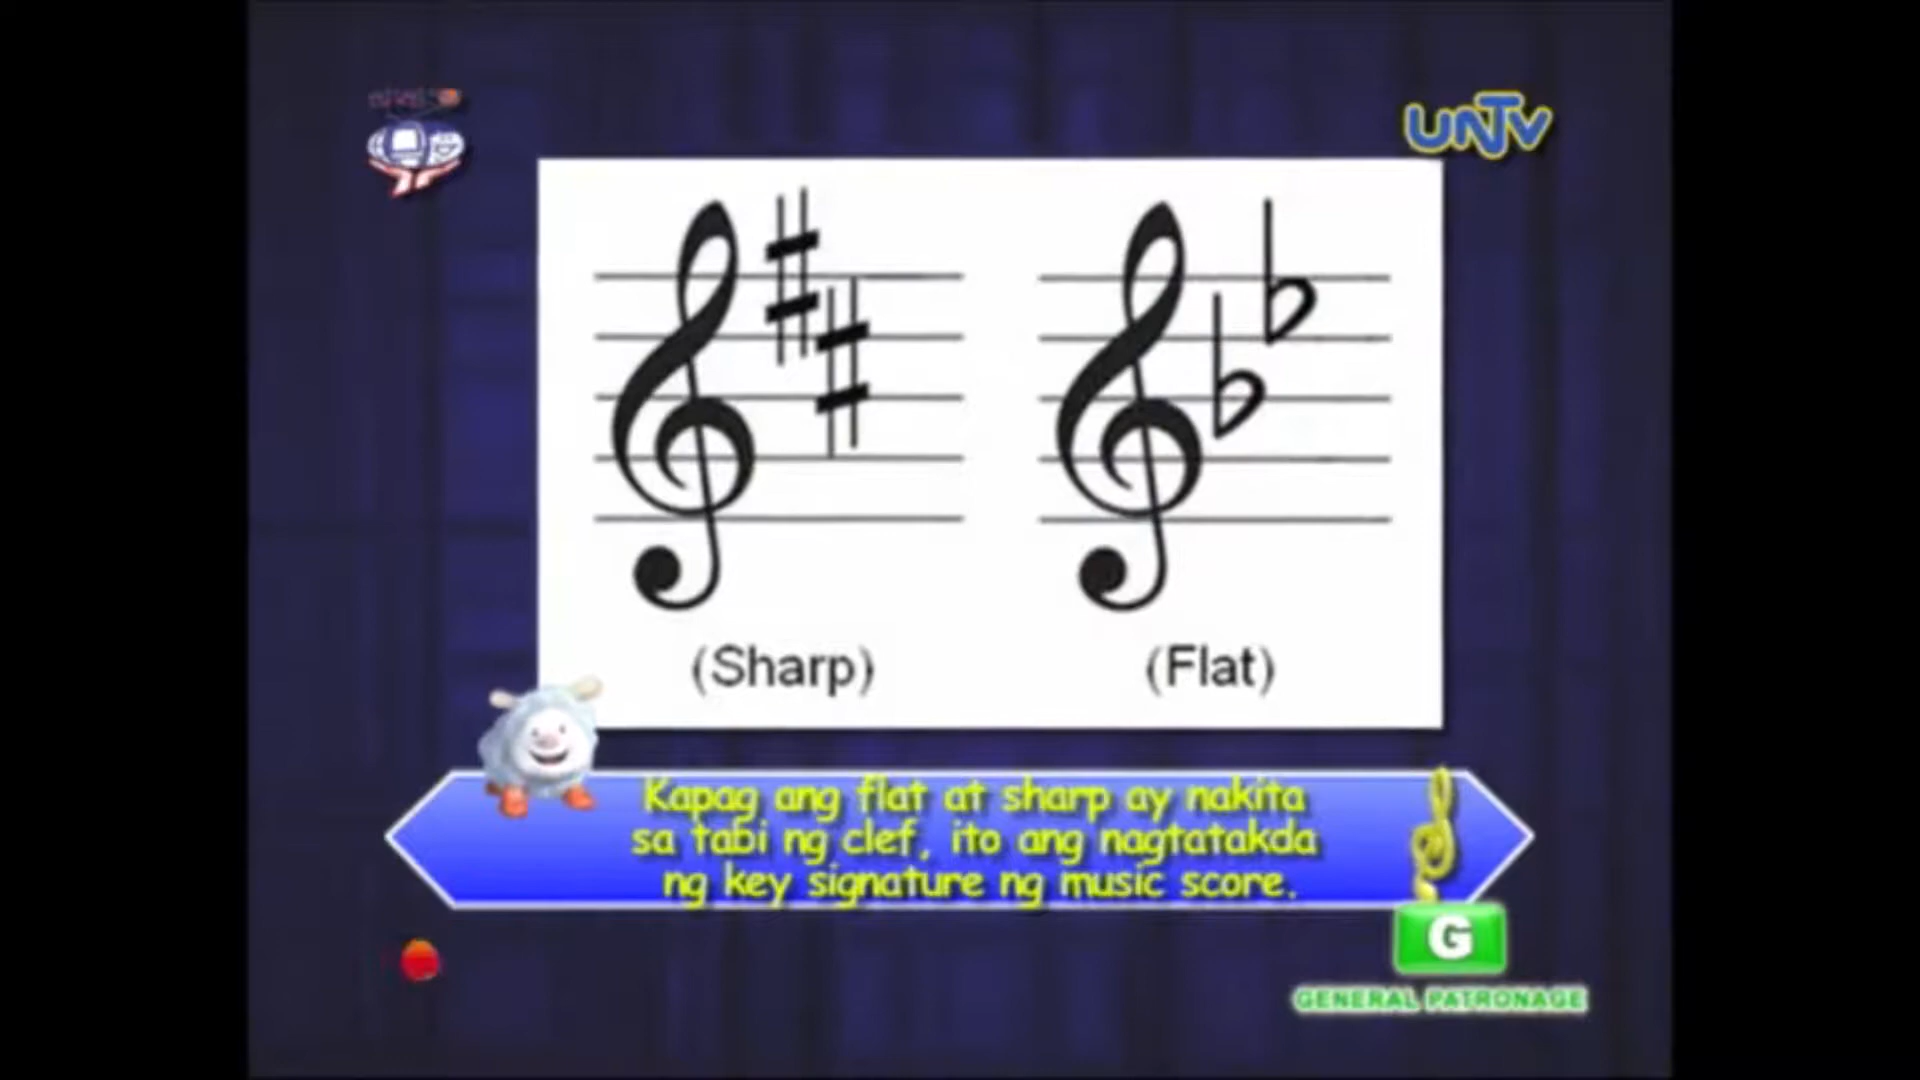 UNTV
(Sharp)
(Flat)
Kapag ang flat at sharp ay nakita
sa tabi ng clef, ito ang nagtatakda
ng key signature ng music score.
G
GENERAL PATRONAGE